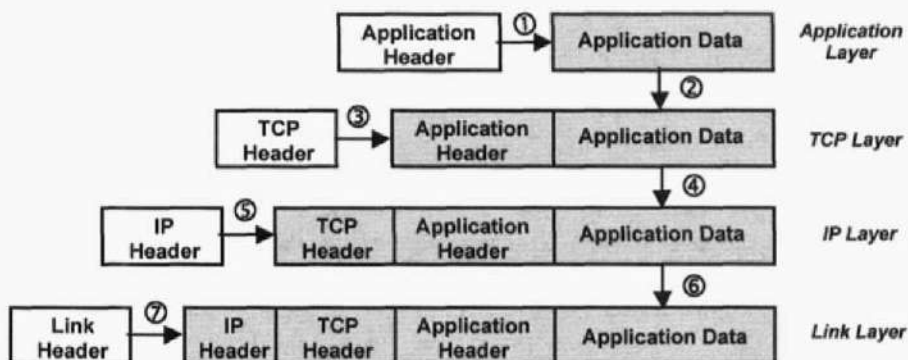 Application
Header
①
Application Data
Application
Layer
②
TCP
Header
③
Application
Header
Application Data
TCP Layer
④
IP
Header
⑤
TCP
Header
Application
Header
Application Data
IP Layer
⑥
Link
Header
⑦
IP
Header
TCP
Header
Application
Header
Application Data
Link Layer